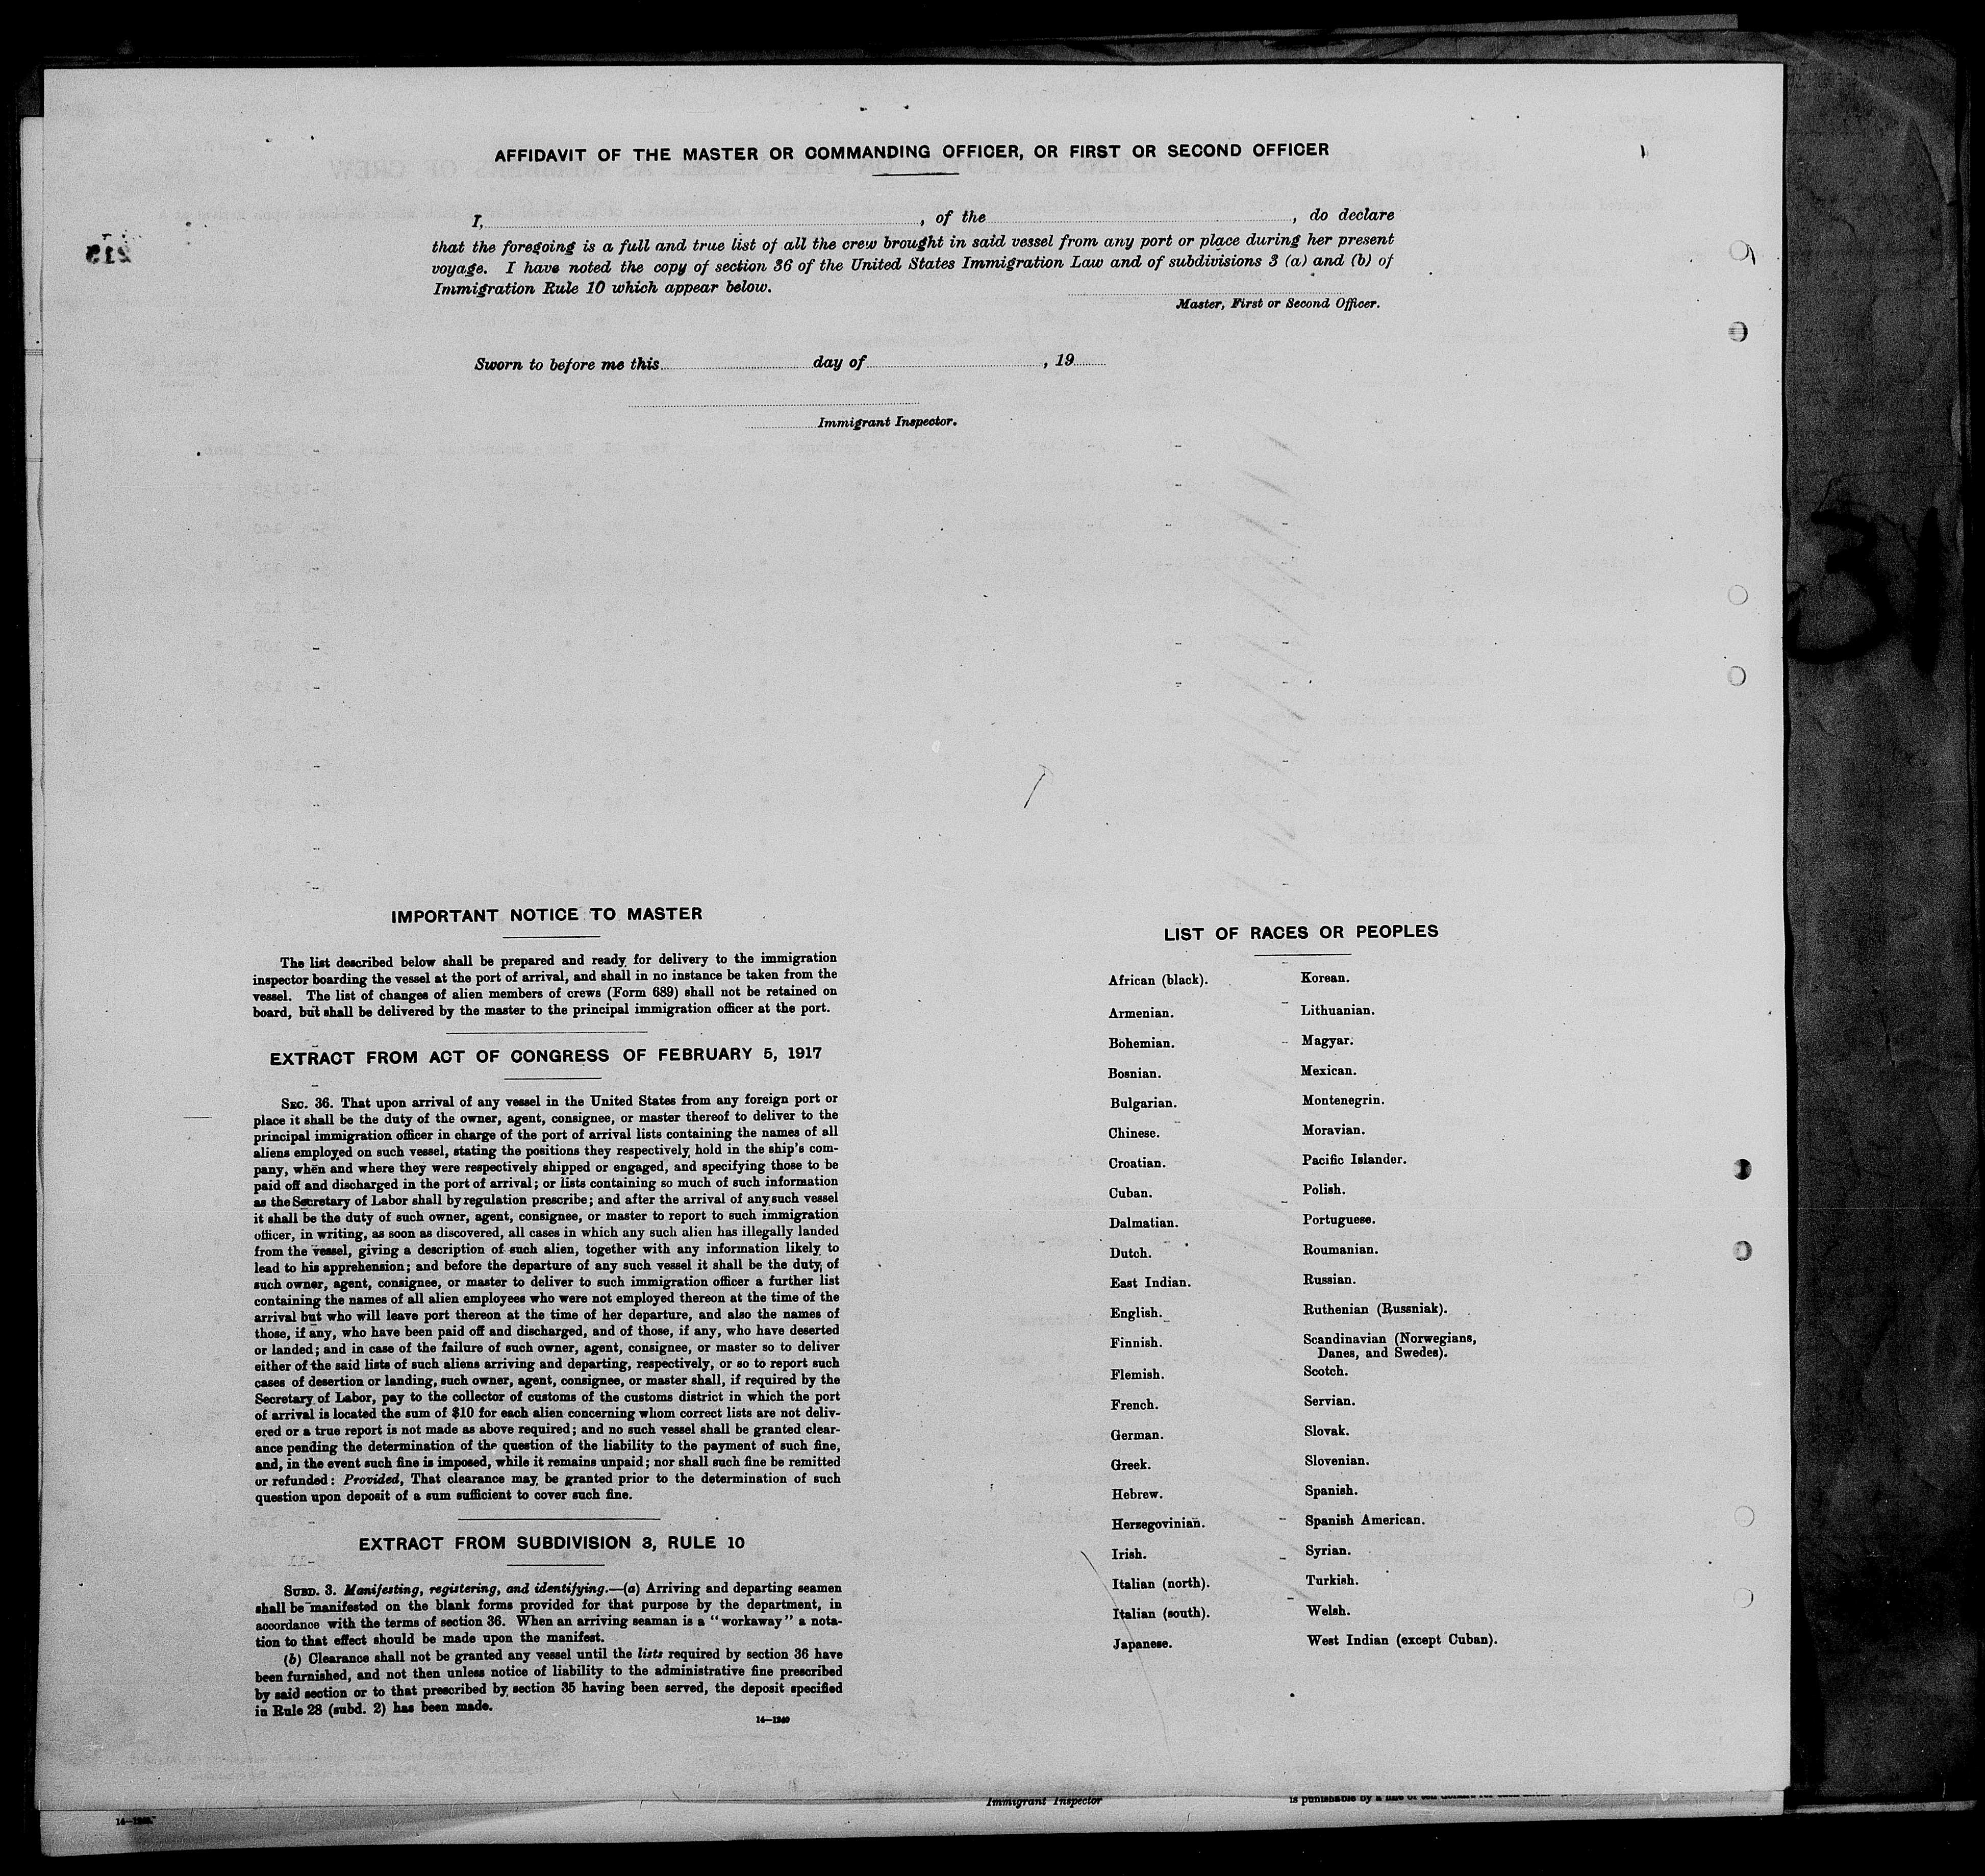 AFFIDAVIT OF THE MASTER OR COMMANDING OFFICER, OR FIRST OR SECOND OFFICER
I, , of the , do declare
that the foregoing is a full and true list of all the crew brought in said vessel from any port or place during her present
voyage. I have noted the copy of section 36 of the United States Immigration Law and of subdivisions 3 (a) and (b) of
Immigration Rule 10 which appear below.
Master, First or Second Officer.
Sworn to before me this day of , 19
Immigrant Inspector.
31
IMPORTANT NOTICE TO MASTER
The list described below shall be prepared and ready for delivery to the immigration
inspector boarding the vessel at the port of arrival, and shall in no instance be taken from the
vessel. The list of changes of alien members of crews (Form 689) shall not be retained on
board, but shall be delivered by the master to the principal immigration officer at the port.
EXTRACT FROM ACT OF CONGRESS OF FEBRUARY 5, 1917
SEC. 36. That upon arrival of any vessel in the United States from any foreign port or
place it shall be the duty of the owner, agent, consignee, or master thereof to deliver to the
principal immigration officer in charge of the port of arrival lists containing the names of all
aliens employed on such vessel, stating the positions they respectively hold in the ship's com-
pany, when and where they were respectively shipped or engaged, and specifying those to be
paid off and discharged in the port of arrival; or lists containing so much of such information
as the Secretary of Labor shall by regulation prescribe; and after the arrival of any such vessel
it shall be the duty of such owner, agent, consignee, or master to report to such immigration
officer, in writing, as soon as discovered, all cases in which any such alien has illegally landed
from the vessel, giving a description of such alien, together with any information likely to
lead to his apprehension; and before the departure of any such vessel it shall be the duty of
such owner, agent, consignee, or master to deliver to such immigration officer a further list
containing the names of all alien employees who were not employed thereon at the time of the
arrival but who will leave port thereon at the time of her departure, and also the names of
those, if any, who have been paid off and discharged, and of those, if any, who have deserted
or landed; and in case of the failure of such owner, agent, consignee, or master so to deliver
either of the said lists of such aliens arriving and departing, respectively, or so to report such
cases of desertion or landing, such owner, agent, consignee, or master shall, if required by the
Secretary of Labor, pay to the collector of customs of the customs district in which the port
of arrival is located the sum of $10 for each alien concerning whom correct lists are not deliv-
ered or a true report is not made as above required; and no such vessel shall be granted clear-
ance pending the determination of the question of the liability to the payment of such fine,
and, in the event such fine is imposed, while it remains unpaid; nor shall such fine be remitted
or refunded: Provided, That clearance may be granted prior to the determination of such
question upon deposit of a sum sufficient to cover such fine.
EXTRACT FROM SUBDIVISION 3, RULE 10
SUBD. 3. Manifesting, registering, and identifying.—(a) Arriving and departing seamen
shall be manifested on the blank forms provided for that purpose by the department, in
accordance with the terms of section 36. When an arriving seaman is a "workaway" a nota-
tion to that effect should be made upon the manifest.
(b) Clearance shall not be granted any vessel until the lists required by section 36 have
been furnished, and not then unless notice of liability to the administrative fine prescribed
by said section or to that prescribed by section 35 having been served, the deposit specified
in Rule 28 (subd. 2) has been made.
14—1240
LIST OF RACES OR PEOPLES
African (black).
Armenian.
Bohemian.
Bosnian.
Bulgarian.
Chinese.
Croatian.
Cuban.
Dalmatian.
Dutch.
East Indian.
English.
Finnish.
Flemish.
French.
German.
Greek.
Hebrew.
Herzegovinian.
Irish.
Italian (north).
Italian (south).
Japanese.
Korean.
Lithuanian.
Magyar.
Mexican.
Montenegrin.
Moravian.
Pacific Islander.
Polish.
Portuguese.
Roumanian.
Russian.
Ruthenian (Russniak).
Scandinavian (Norwegians,
Danes, and Swedes).
Scotch.
Servian.
Slovak.
Slovenian.
Spanish.
Spanish American.
Syrian.
Turkish.
Welsh.
West Indian (except Cuban).
Immigrant Inspector
is punishable by a